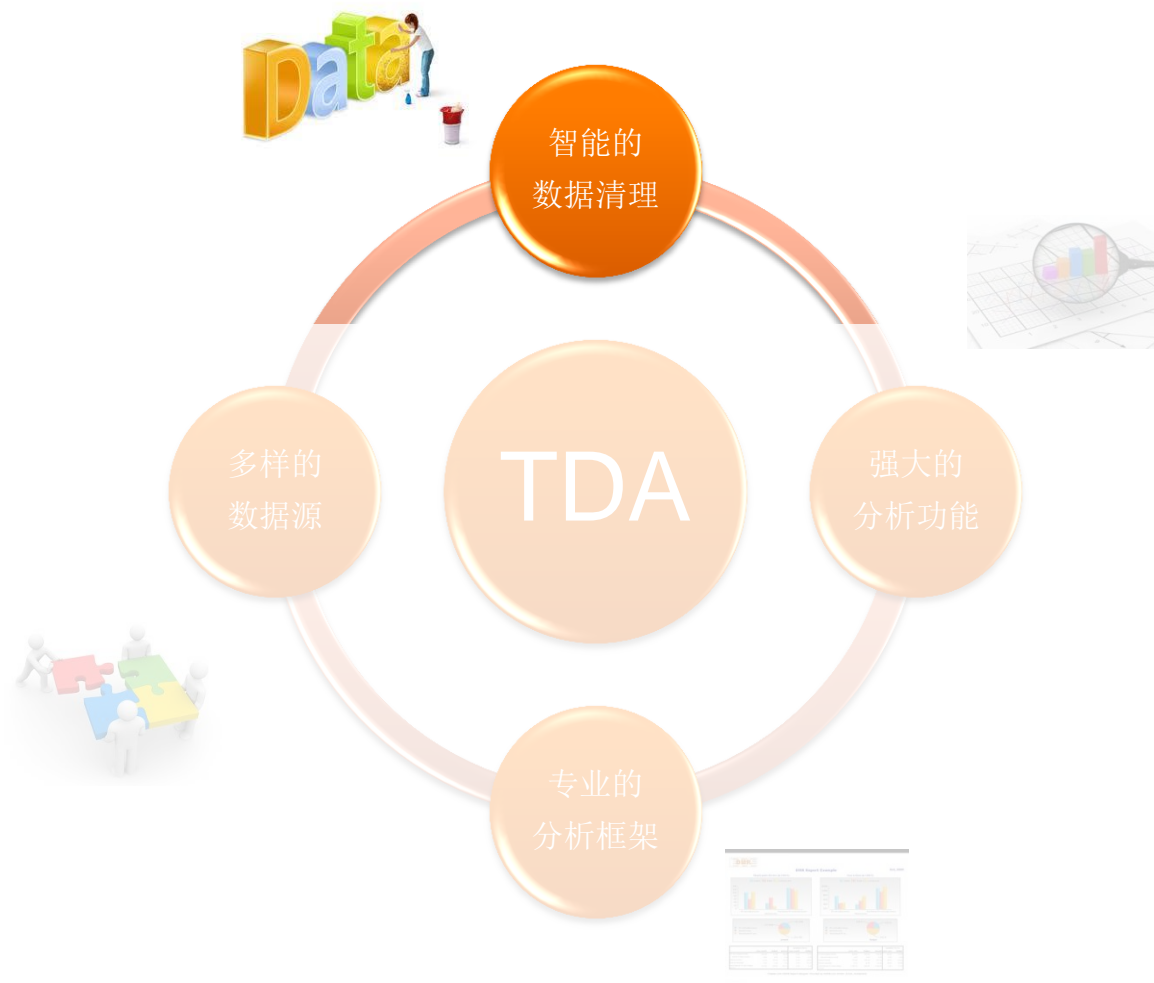 Data
智能的
数据清理
多样的
数据源
TDA
强大的
分析功能
专业的
分析框架